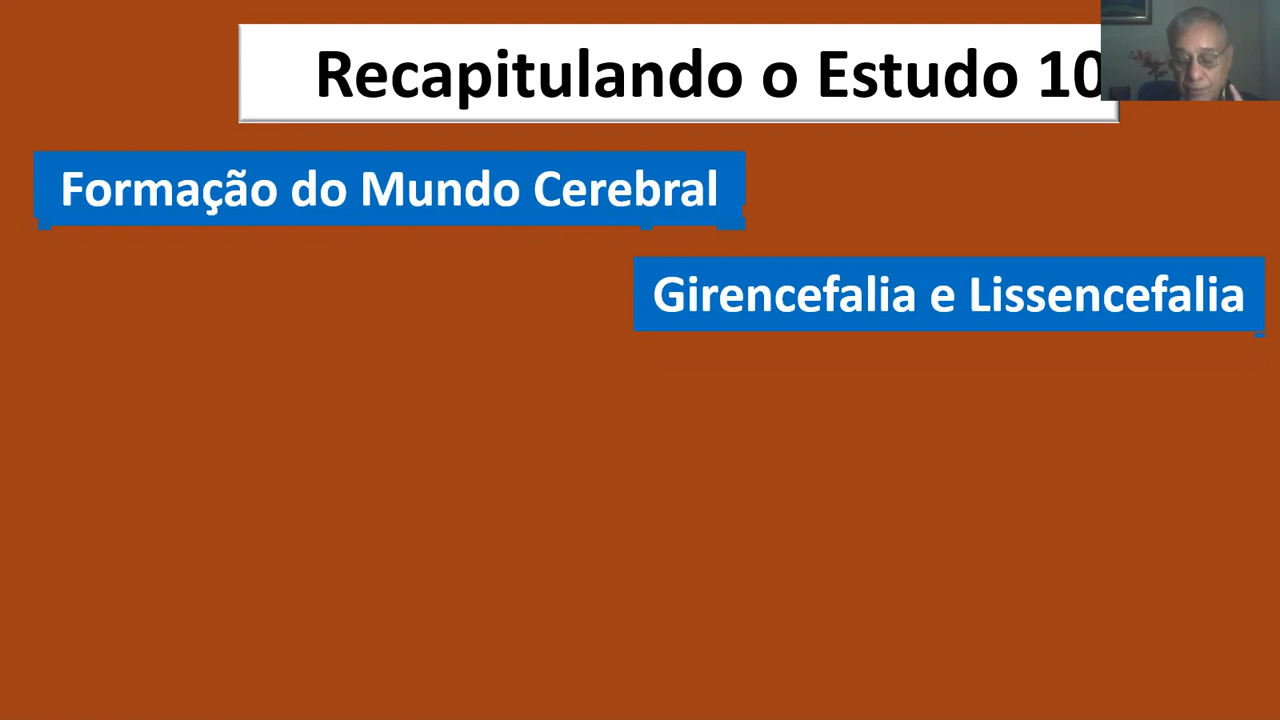 Recapitulando o Estudo 10
Formação do Mundo Cerebral
Girencefalia e Lissencefalia